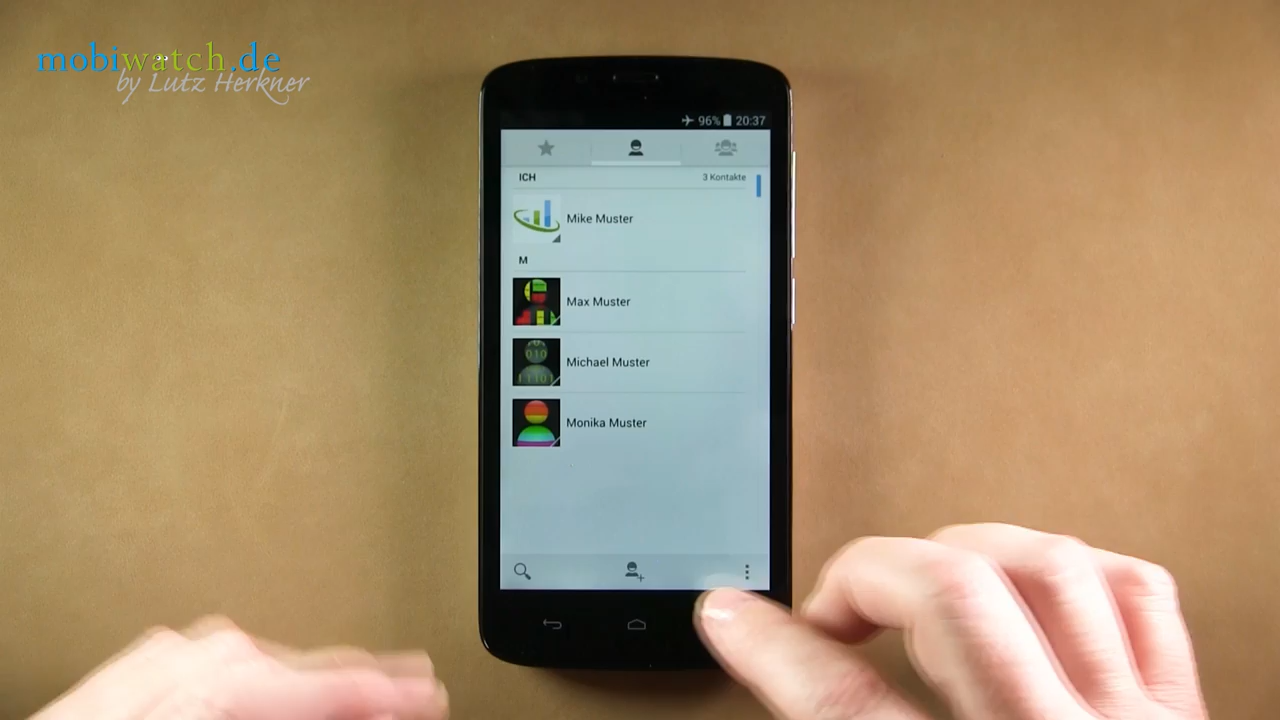 mobiwatch.de
by Lutz Herkner
96% 20:37
ICH 3 Kontakte
Mike Muster
M
Max Muster
Michael Muster
Monika Muster